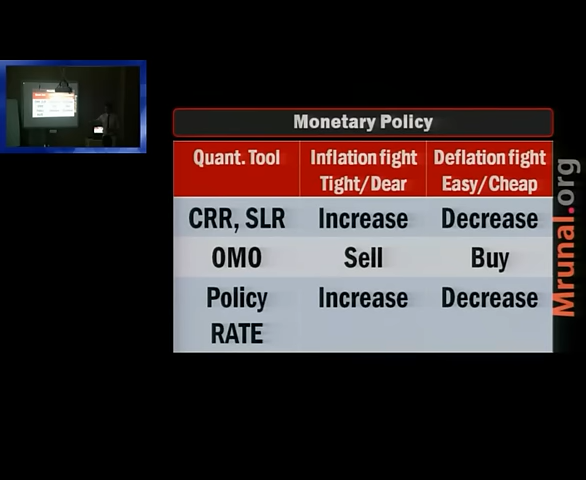 Monetary Policy
Quant. Tool Inflation fight Deflation fight
Tight/Dear Easy/Cheap
CRR, SLR Increase Decrease
OMO Sell Buy
Policy Increase Decrease
RATE
Mrunal.org